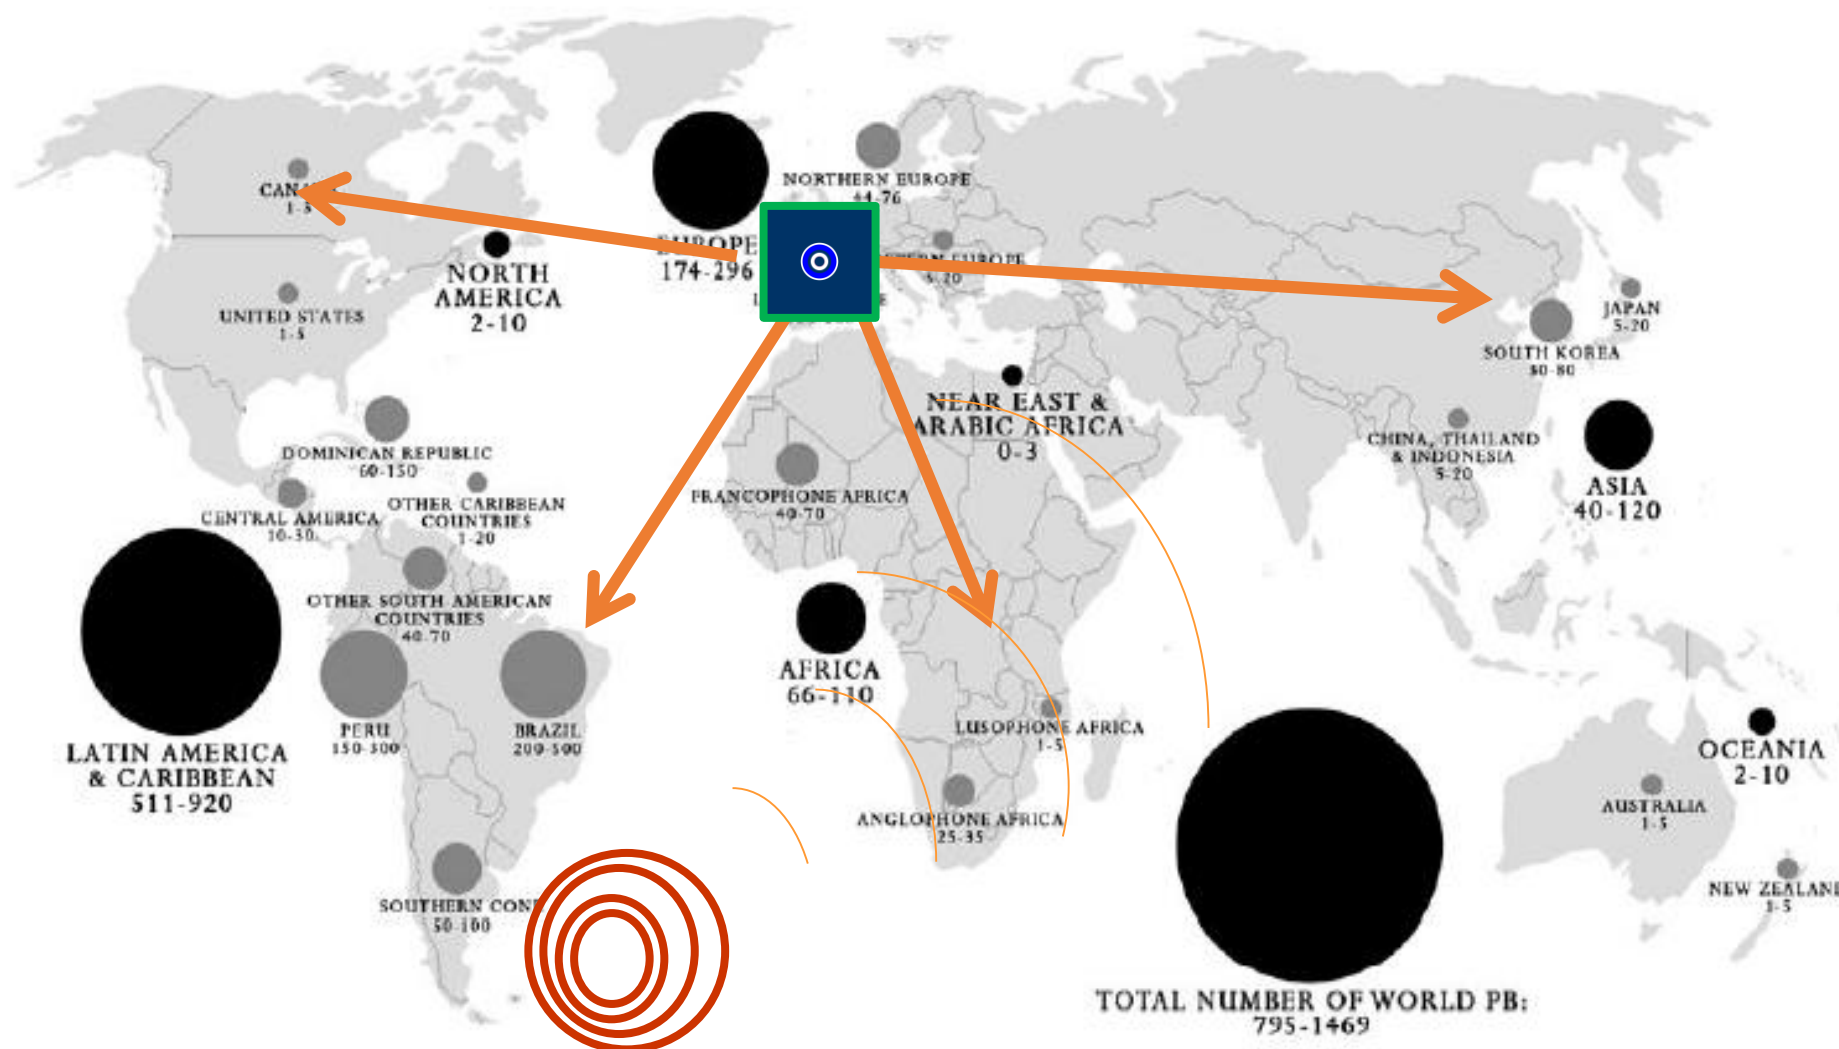 NORTHERN EUROPE
44-76
1-5
EUROPE
174-296
EUROPE
5-20
NORTH
AMERICA
2-10
UNITED STATES
1-5
JAPAN
5-20
SOUTH KOREA
NEAR EAST &
ARABIC AFRICA
0-3
DOMINICAN REPUBLIC
60-150
CHINA, THAILAND
& INDONESIA
5-20
ASIA
40-120
FRANCOPHONE AFRICA
40-70
OTHER CARIBBEAN
COUNTRIES
1-20
CENTRAL AMERICA
10-30
OTHER SOUTH AMERICAN
COUNTRIES
40-70
AFRICA
66-110
PERU
150-300
BRAZIL
200-500
LUSOPHONE AFRICA
1-5
LATIN AMERICA
& CARIBBEAN
511-920
OCEANIA
2-10
AUSTRALIA
1-5
ANGLOPHONE AFRICA
25-35
NEW ZEALAND
1-5
SOUTHERN CONE
50-100
TOTAL NUMBER OF WORLD PB:
795-1469